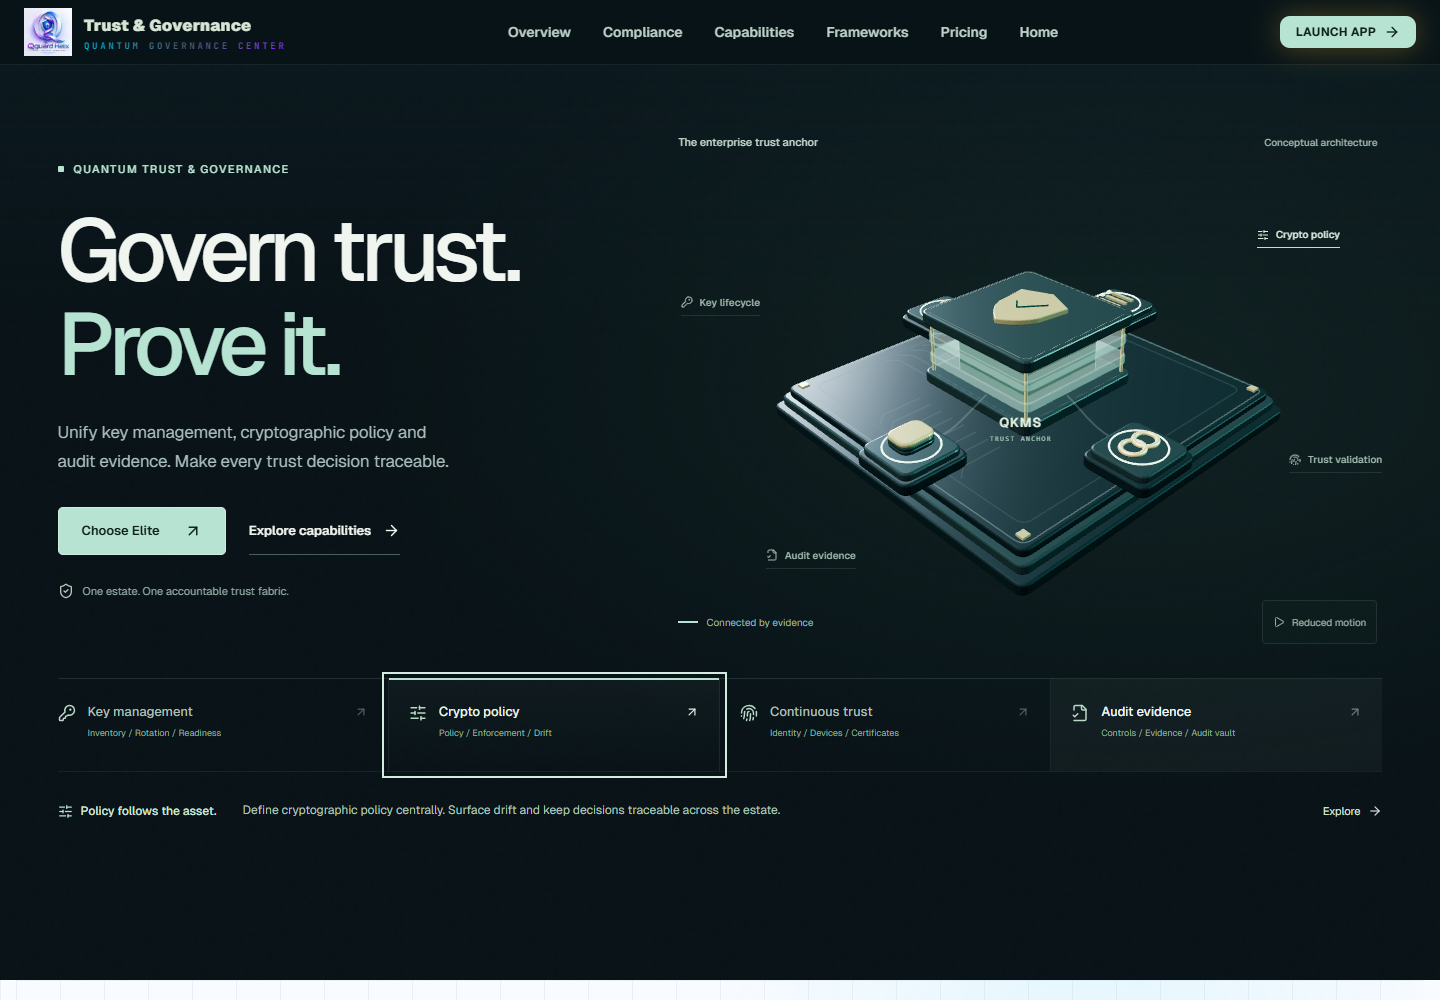 Qguard Helix
Trust & Governance
QUANTUM GOVERNANCE CENTER
Overview
Compliance
Capabilities
Frameworks
Pricing
Home
LAUNCH APP
QUANTUM TRUST & GOVERNANCE
Govern trust.
Prove it.
Unify key management, cryptographic policy and
audit evidence. Make every trust decision traceable.
Choose Elite
Explore capabilities
One estate. One accountable trust fabric.
The enterprise trust anchor
Conceptual architecture
Crypto policy
Key lifecycle
QKMS
TRUST ANCHOR
Trust validation
Audit evidence
Connected by evidence
Reduced motion
Key management
Inventory / Rotation / Readiness
Crypto policy
Policy / Enforcement / Drift
Continuous trust
Identity / Devices / Certificates
Audit evidence
Controls / Evidence / Audit vault
Policy follows the asset.
Define cryptographic policy centrally. Surface drift and keep decisions traceable across the estate.
Explore